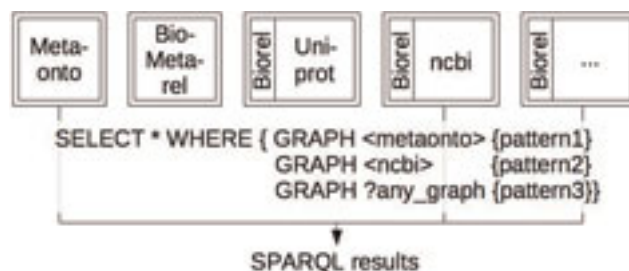 Meta-
onto
Bio-
Meta-
rel
Biorel
Uni-
prot
Biorel
ncbi
Biorel
...
SELECT * WHERE { GRAPH <metaonto> {pattern1}
GRAPH <ncbi> {pattern2}
GRAPH ?any_graph {pattern3}}
SPARQL results